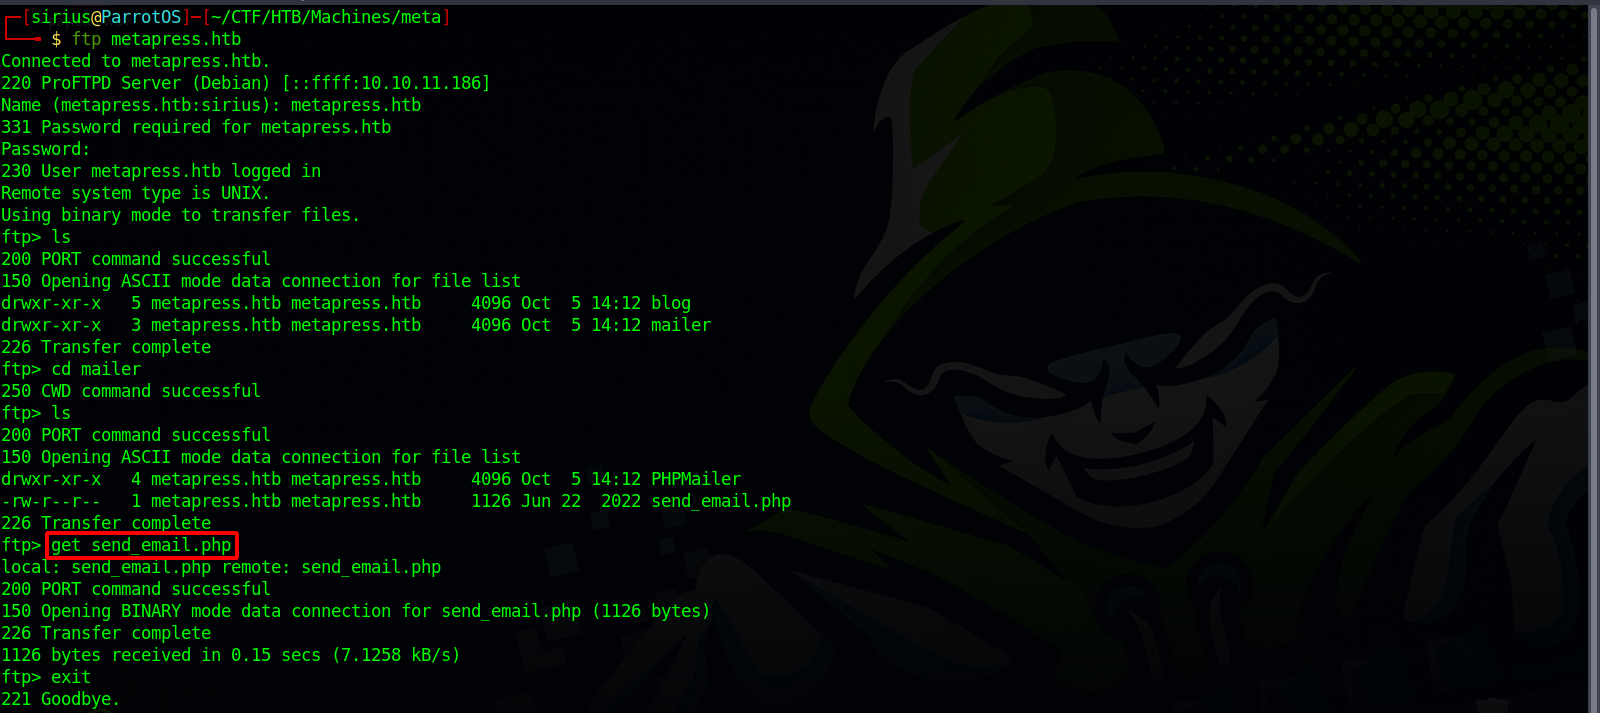 ┌─[sirius@ParrotOS]─[~/CTF/HTB/Machines/meta]
└──╼ $ ftp metapress.htb
Connected to metapress.htb.
220 ProFTPD Server (Debian) [::ffff:10.10.11.186]
Name (metapress.htb:sirius): metapress.htb
331 Password required for metapress.htb
Password:
230 User metapress.htb logged in
Remote system type is UNIX.
Using binary mode to transfer files.
ftp> ls
200 PORT command successful
150 Opening ASCII mode data connection for file list
drwxr-xr-x   5 metapress.htb metapress.htb     4096 Oct  5 14:12 blog
drwxr-xr-x   3 metapress.htb metapress.htb     4096 Oct  5 14:12 mailer
226 Transfer complete
ftp> cd mailer
250 CWD command successful
ftp> ls
200 PORT command successful
150 Opening ASCII mode data connection for file list
drwxr-xr-x   4 metapress.htb metapress.htb     4096 Oct  5 14:12 PHPMailer
-rw-r--r--   1 metapress.htb metapress.htb     1126 Jun 22  2022 send_email.php
226 Transfer complete
ftp> get send_email.php
local: send_email.php remote: send_email.php
200 PORT command successful
150 Opening BINARY mode data connection for send_email.php (1126 bytes)
226 Transfer complete
1126 bytes received in 0.15 secs (7.1258 kB/s)
ftp> exit
221 Goodbye.